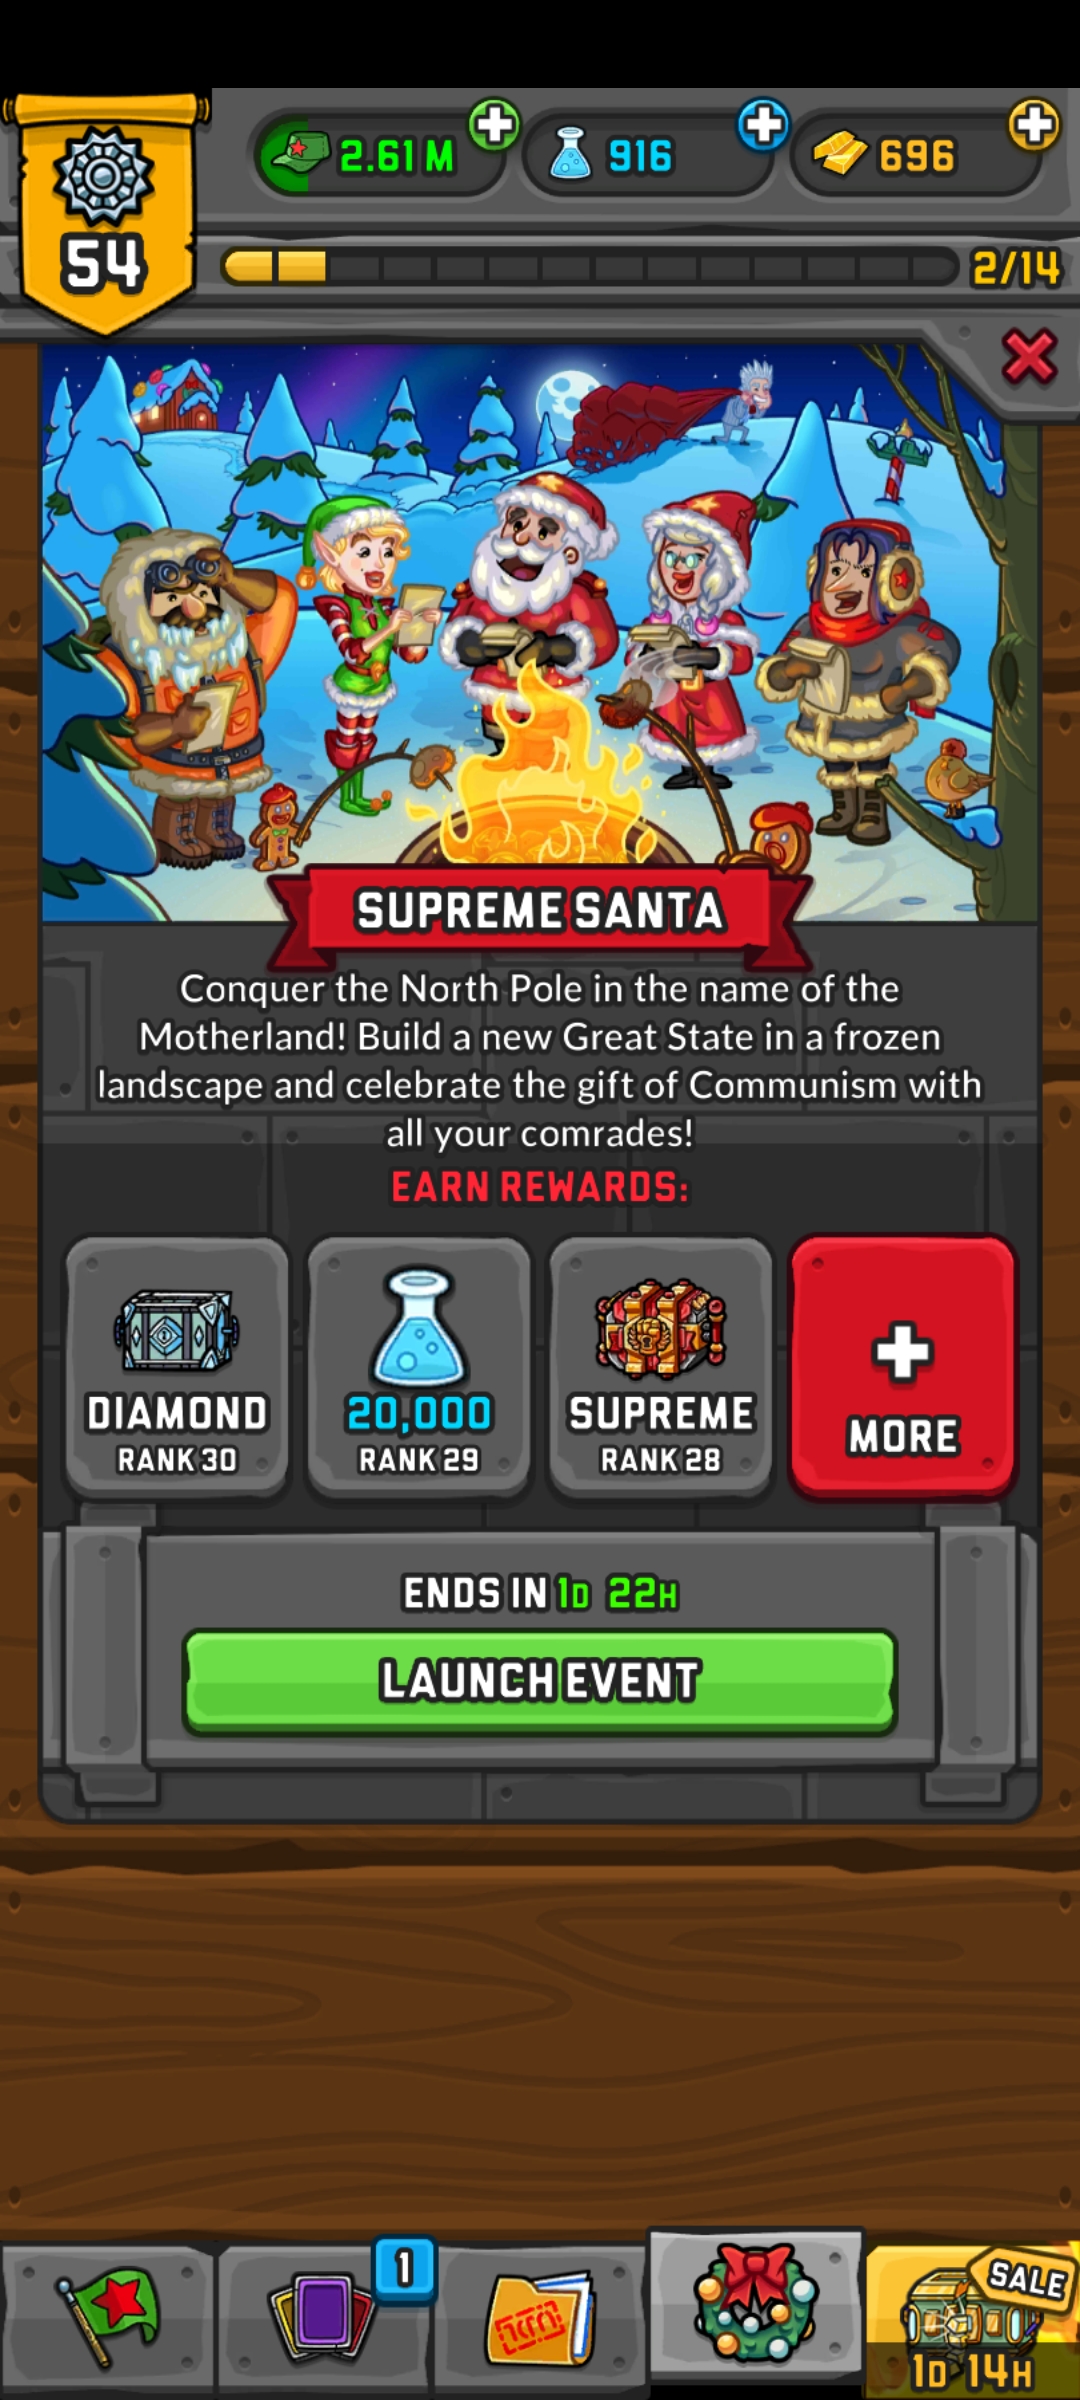 2.61 M
916
696
54
2/14
SUPREME SANTA
Conquer the North Pole in the name of the
Motherland! Build a new Great State in a frozen
landscape and celebrate the gift of Communism with
all your comrades!
EARN REWARDS:
DIAMOND
RANK 30
20,000
RANK 29
SUPREME
RANK 28
MORE
ENDS IN 1D 22H
LAUNCH EVENT
1
SALE
1D 14H